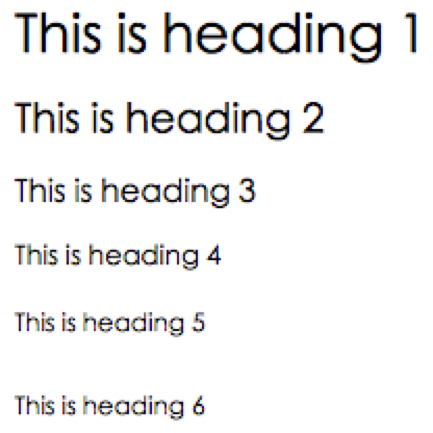 This is heading 1
This is heading 2
This is heading 3
This is heading 4
This is heading 5
This is heading 6